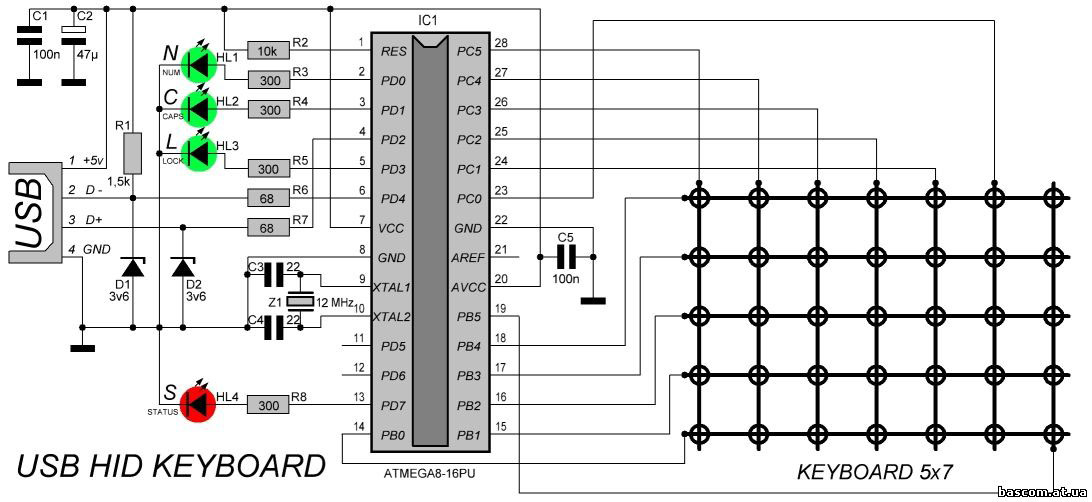 C1
C2
100n
47µ
IC1
N
NUM
HL1
10k
R2
1
RES
PC5
28
300
R3
2
PD0
PC4
27
C
CAPS
HL2
300
R4
3
PD1
PC3
26
R1
1,5k
4
PD2
PC2
25
L
LOCK
HL3
300
R5
5
PD3
PC1
24
USB
1 +5v
2 D -
3 D+
4 GND
68
R6
6
PD4
PC0
23
68
R7
7
VCC
GND
22
8
GND
AREF
21
C5
100n
D1
3v6
D2
3v6
C3
22
9
XTAL1
AVCC
20
Z1
12 MHz
C4
22
10
XTAL2
PB5
19
11
PD5
PB4
18
12
PD6
PB3
17
S
STATUS
HL4
300
R8
13
PD7
PB2
16
14
PB0
PB1
15
USB HID KEYBOARD
ATMEGA8-16PU
KEYBOARD 5x7
bascom.at.ua